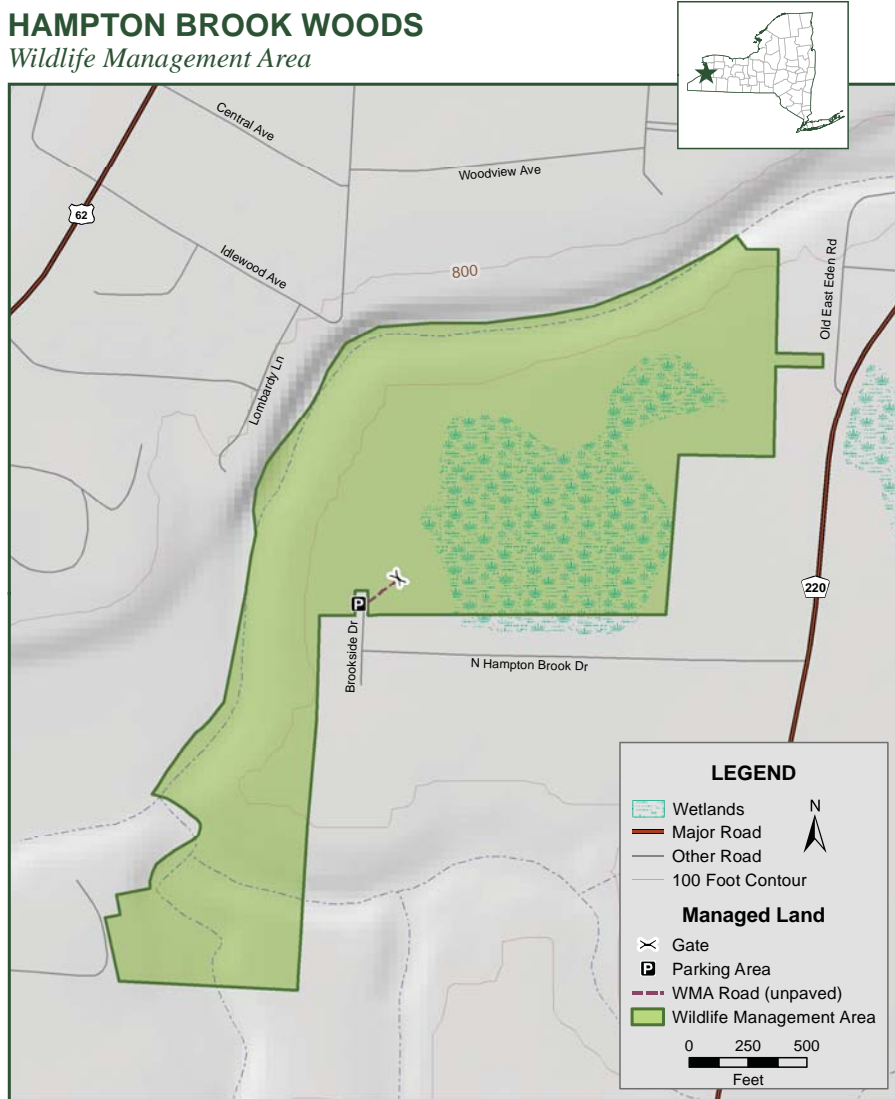 HAMPTON BROOK WOODS
Wildlife Management Area
Central Ave
Woodview Ave
62
Idlewood Ave
800
Old East Eden Rd
Lombardy Ln
220
P
Brookside Dr
N Hampton Brook Dr
LEGEND
Wetlands
N
Major Road
Other Road
100 Foot Contour
Managed Land
Gate
P Parking Area
WMA Road (unpaved)
Wildlife Management Area
0 250 500
Feet